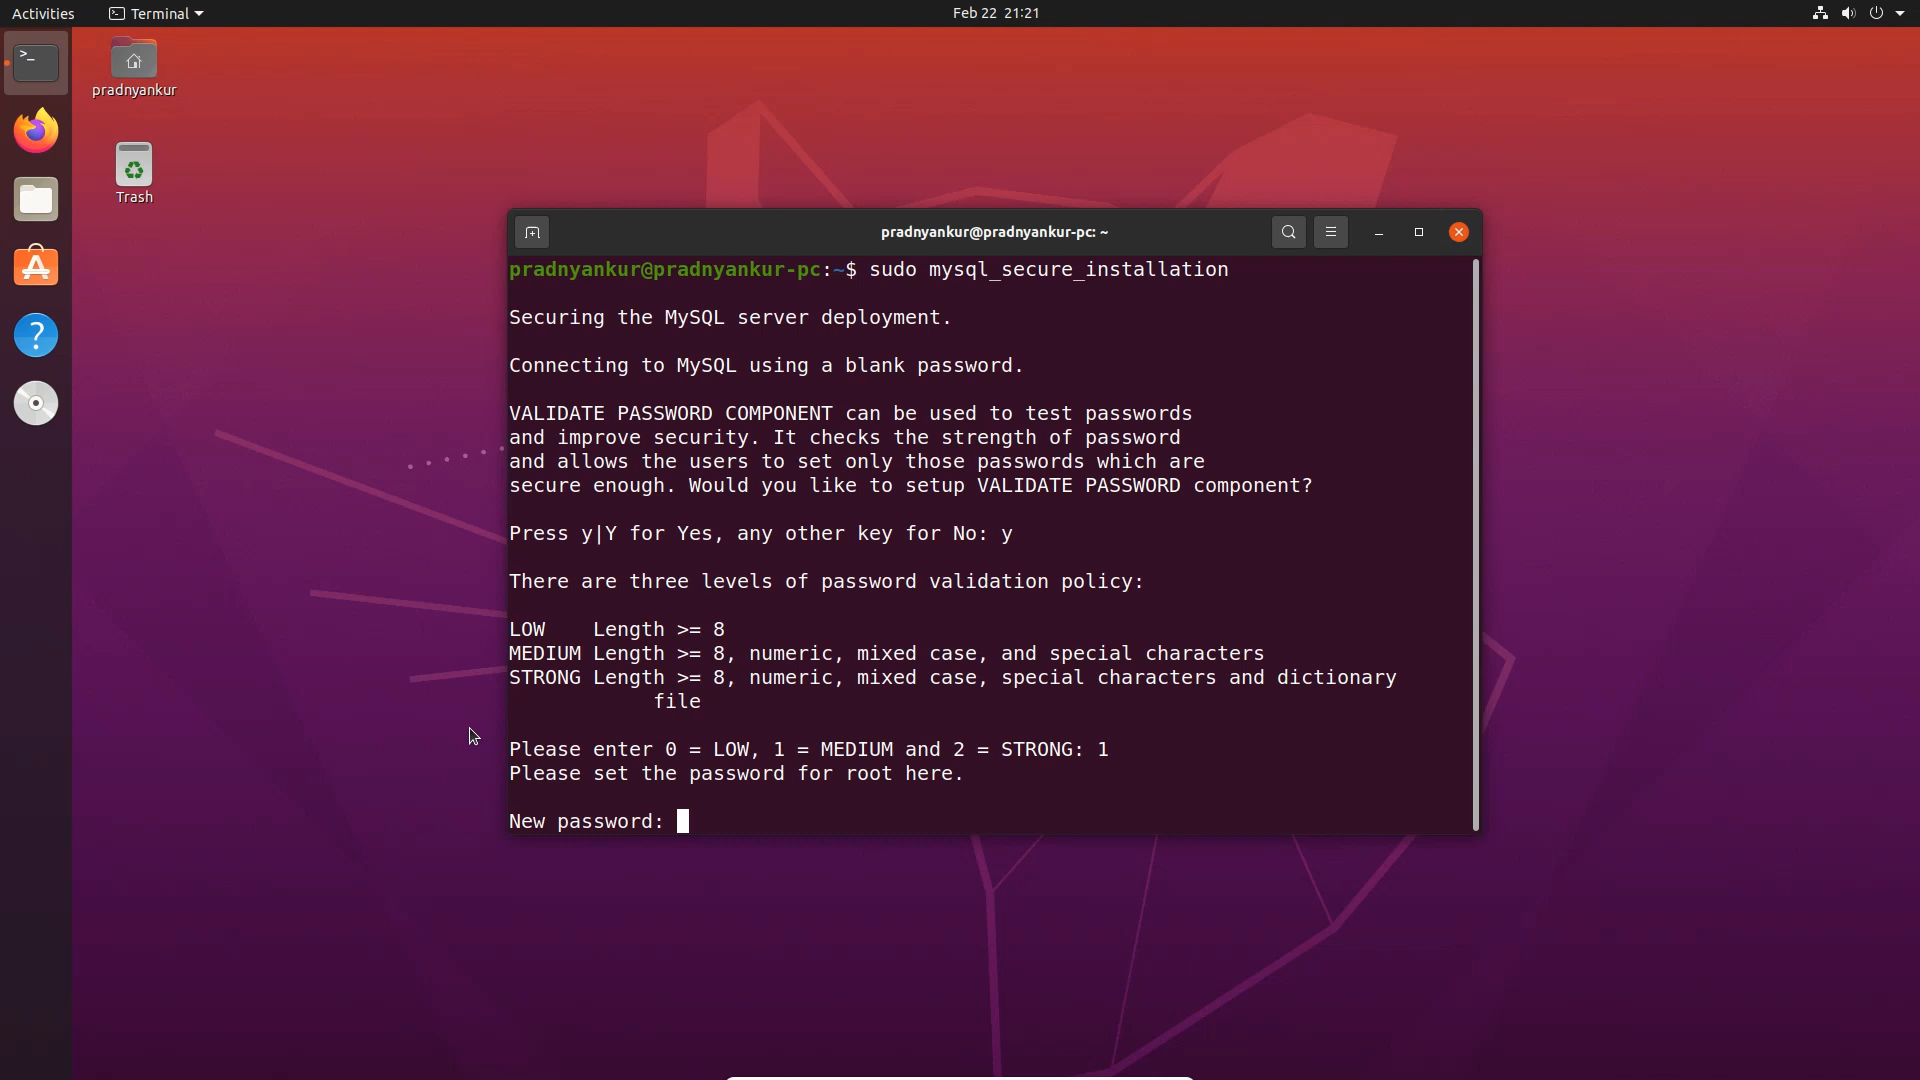 Activities
Terminal
Feb 22 21:21
pradnyankur
Trash
pradnyankur@pradnyankur-pc: ~
pradnyankur@pradnyankur-pc:~$ sudo mysql_secure_installation
Securing the MySQL server deployment.
Connecting to MySQL using a blank password.
VALIDATE PASSWORD COMPONENT can be used to test passwords
and improve security. It checks the strength of password
and allows the users to set only those passwords which are
secure enough. Would you like to setup VALIDATE PASSWORD component?
Press y|Y for Yes, any other key for No: y
There are three levels of password validation policy:
LOW    Length >= 8
MEDIUM Length >= 8, numeric, mixed case, and special characters
STRONG Length >= 8, numeric, mixed case, special characters and dictionary
            file
Please enter 0 = LOW, 1 = MEDIUM and 2 = STRONG: 1
Please set the password for root here.
New password: